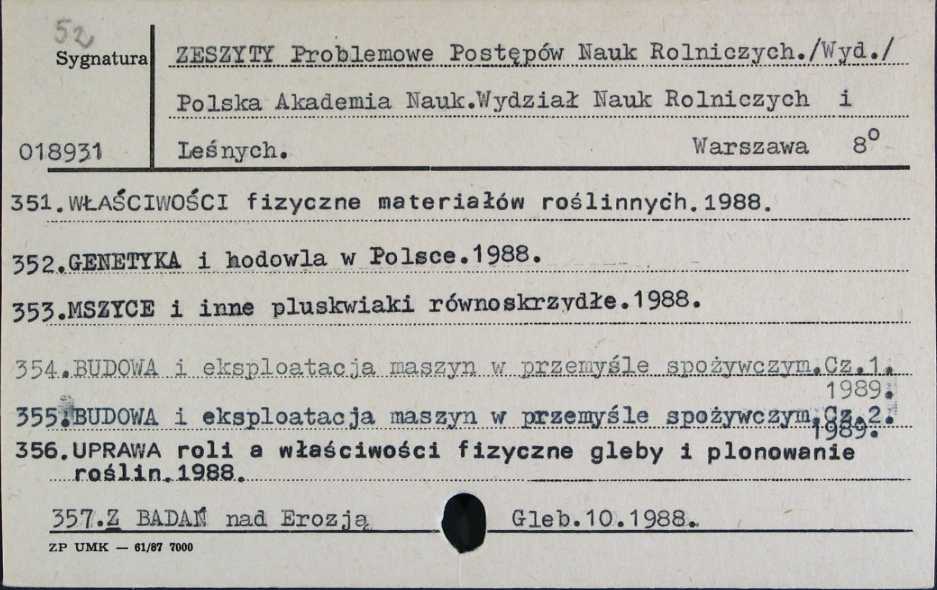 52
Sygnatura
ZESZYTY Problemowe Postępów Nauk Rolniczych./Wyd./
Polska Akademia Nauk.Wydział Nauk Rolniczych i
018931 Leśnych. Warszawa 8°
351.WŁAŚCIWOŚCI fizyczne materiałów roślinnych.1988.
352.GENETYKA i hodowla w Polsce.1988.
353.MSZYCE i inne pluskwiaki równoskrzydłe.1988.
354.BUDOWA i eksploatacja maszyn w przemyśle spożywczym.Cz.1.
1989.
355.BUDOWA i eksploatacja maszyn w przemyśle spożywczym.Cz.2.
1989.
356.UPRAWA roli a właściwości fizyczne gleby i plonowanie
roślin.1988.
357.Z BADAŃ nad Erozją Gleb.10.1988.
ZP UMK — 61/87 7000